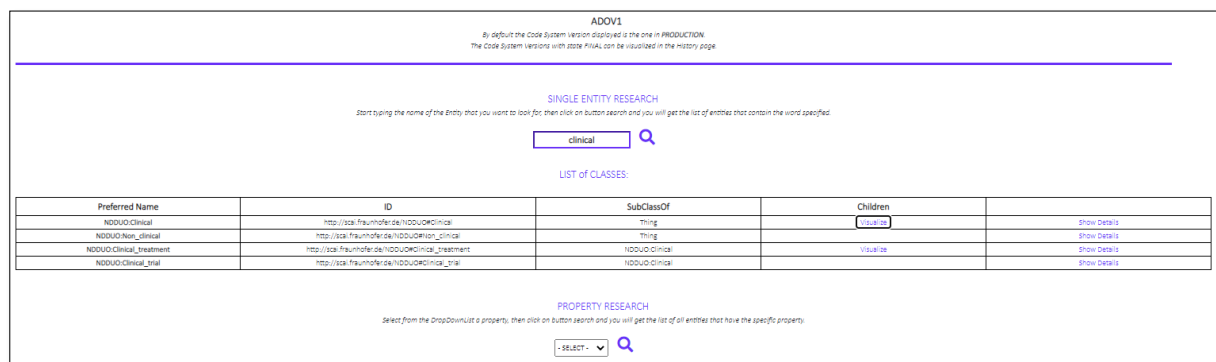 ADOV1
By default the Code System Version displayed is the one in PRODUCTION.
The Code System Versions with state FINAL can be visualized in the History page.
SINGLE ENTITY RESEARCH
Start typing the name of the Entity that you want to look for, then click on button search and you will get the list of entities that contain the word specified.
clinical
LIST of CLASSES:
Preferred Name ID SubClassOf Children
NDDUO:Clinical http://scai.fraunhofer.de/NDDUO#Clinical Thing Visualize Show Details
NDDUO:Non_clinical http://scai.fraunhofer.de/NDDUO#Non_clinical Thing Show Details
NDDUO:Clinical_treatment http://scai.fraunhofer.de/NDDUO#Clinical_treatment NDDUO:Clinical Visualize Show Details
NDDUO:Clinical_trial http://scai.fraunhofer.de/NDDUO#Clinical_trial NDDUO:Clinical Show Details
PROPERTY RESEARCH
Select from the DropDownList a property, then click on button search and you will get the list of all entities that have the specific property.
- SELECT -